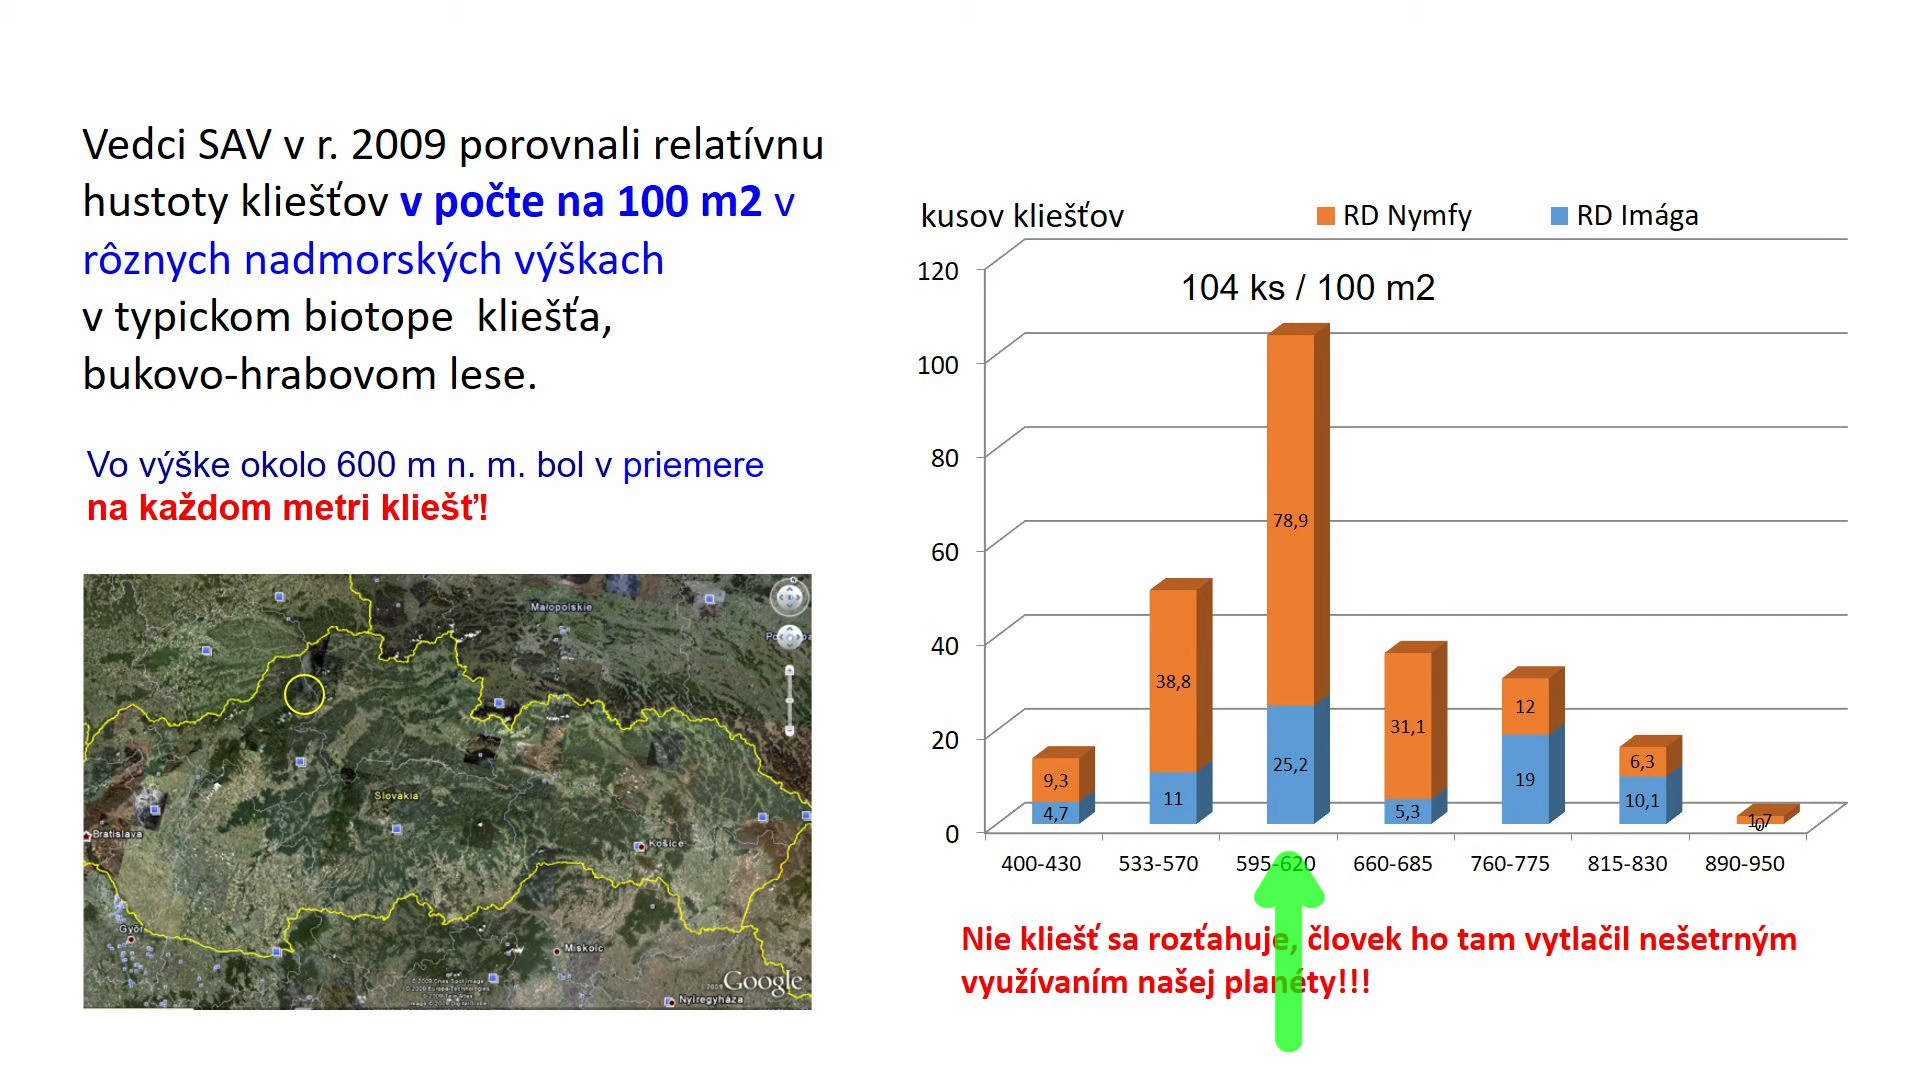 Vedci SAV v r. 2009 porovnali relatívnu
hustoty kliešťov v počte na 100 m2 v
rôznych nadmorských výškach
v typickom biotope kliešťa,
bukovo-hrabovom lese.
Vo výške okolo 600 m n. m. bol v priemere
na každom metri kliešť!
Małopolskie
Slovakia
Bratislava
Košice
Győr
Miskolc
Nyíregyháza
Google
kusov kliešťov
RD Nymfy
RD Imága
104 ks / 100 m2
120
100
80
60
40
20
0
9,3
4,7
38,8
11
78,9
25,2
31,1
5,3
12
19
6,3
10,1
1,7
0
400-430
533-570
595-620
660-685
760-775
815-830
890-950
Nie kliešť sa rozťahuje, človek ho tam vytlačil nešetrným
využívaním našej planéty!!!